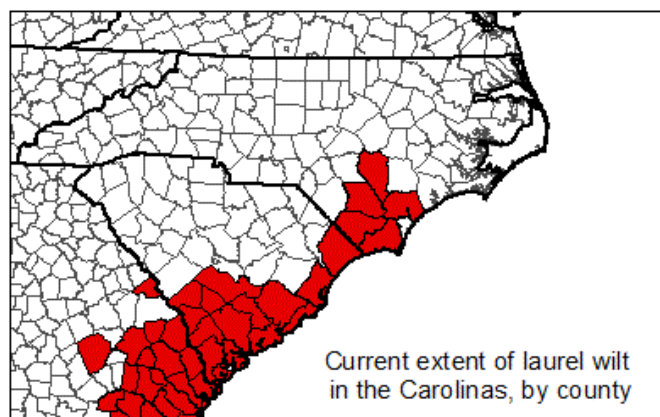 Current extent of laurel wilt
in the Carolinas, by county